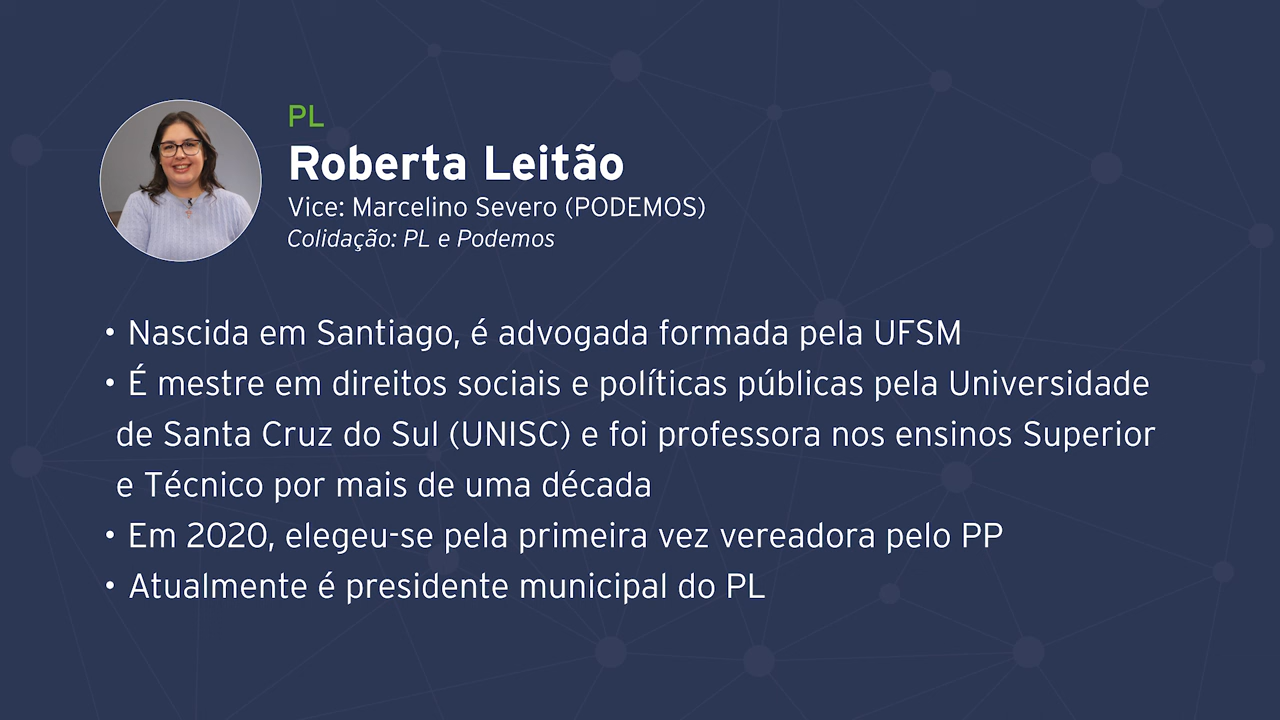 PL
Roberta Leitão
Vice: Marcelino Severo (PODEMOS)
Colidação: PL e Podemos
• Nascida em Santiago, é advogada formada pela UFSM
• É mestre em direitos sociais e políticas públicas pela Universidade
de Santa Cruz do Sul (UNISC) e foi professora nos ensinos Superior
e Técnico por mais de uma década
• Em 2020, elegeu-se pela primeira vez vereadora pelo PP
• Atualmente é presidente municipal do PL